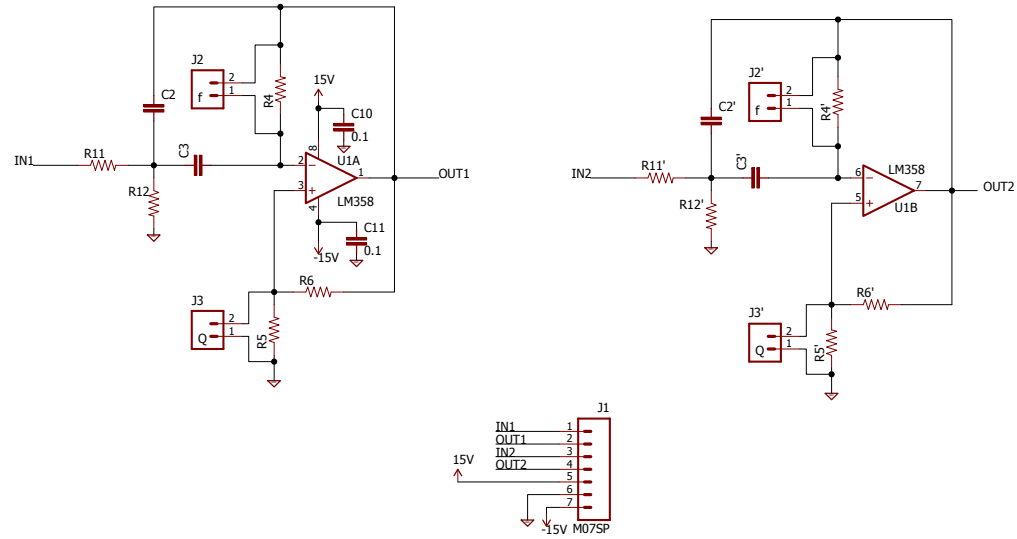 J2
2
1
f
C2
R4
15V
C10
0.1
8
IN1
R11
C3
2
U1A
1
OUT1
3
LM358
4
R12
C11
0.1
-15V
R6
J3
2
1
Q
R5
J2'
2
1
f
C2'
R4'
IN2
R11'
C3'
6
LM358
7
OUT2
5
U1B
R12'
R6'
J3'
2
1
Q
R5'
J1
IN1 1
OUT1 2
IN2 3
OUT2 4
15V 5
6
7
-15V M07SP